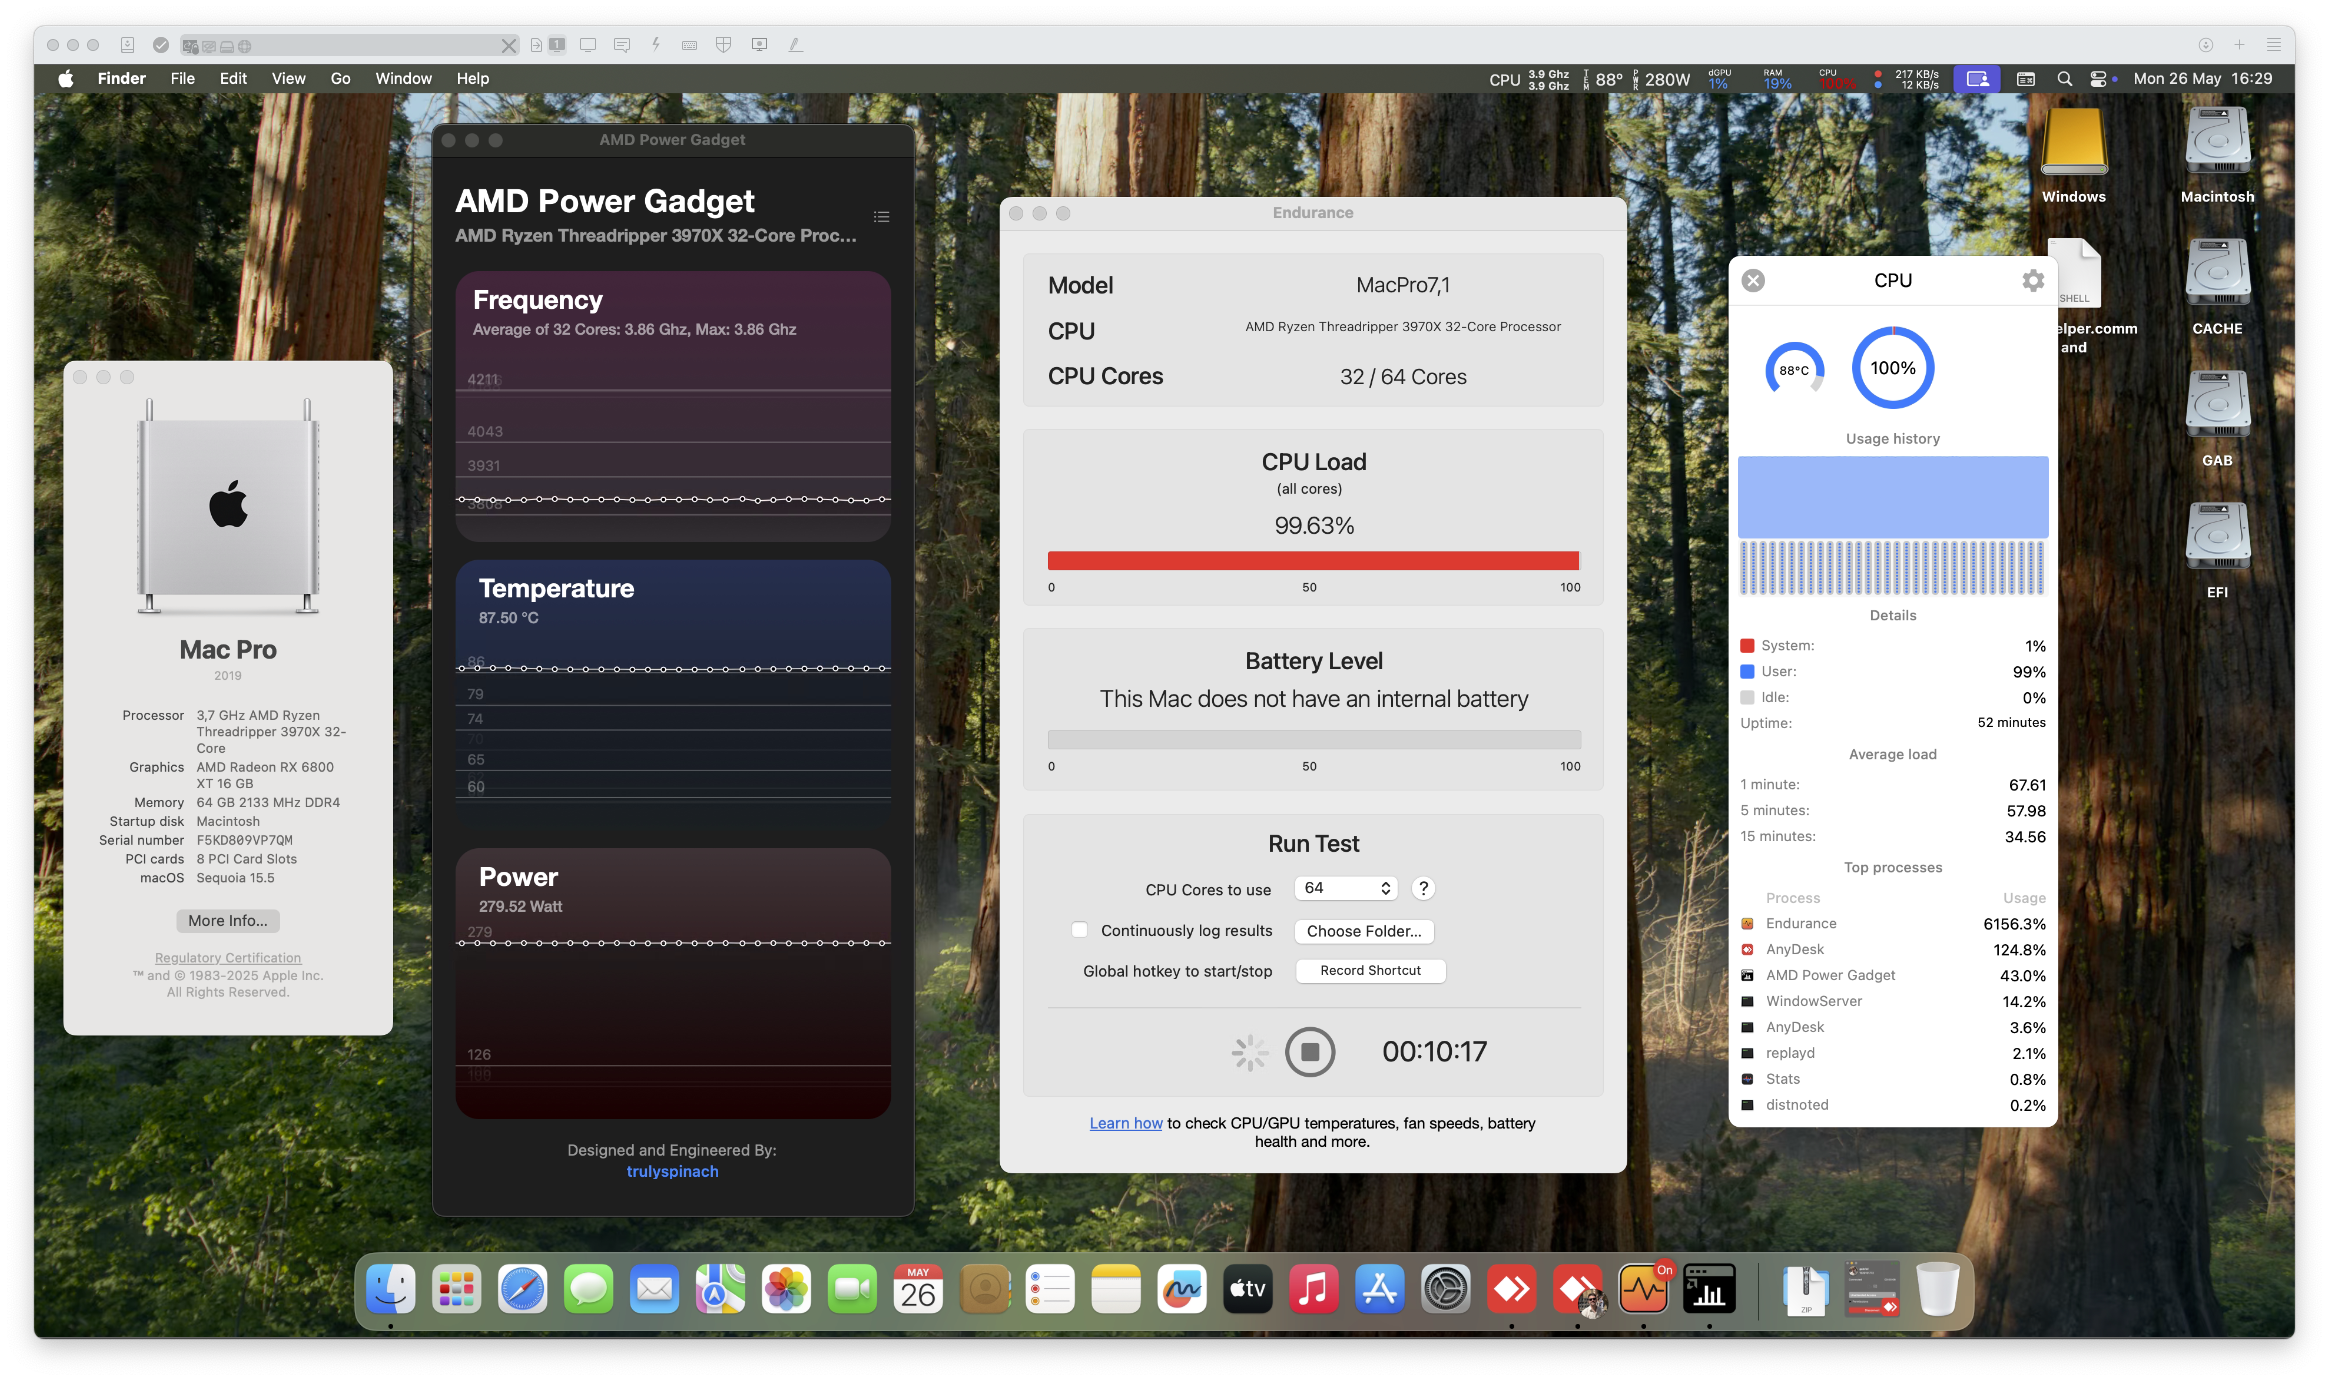 1
Finder File Edit View Go Window Help
CPU 3.9 Ghz 3.9 Ghz TEM 88° PWR 280W dGPU 1% RAM 19% CPU 100% 217 KB/s 12 KB/s Mon 26 May 16:29
Mac Pro
2019
Processor 3,7 GHz AMD Ryzen
Threadripper 3970X 32-
Core
Graphics AMD Radeon RX 6800
XT 16 GB
Memory 64 GB 2133 MHz DDR4
Startup disk Macintosh
Serial number F5KD809VP7QM
PCI cards 8 PCI Card Slots
macOS Sequoia 15.5
More Info...
Regulatory Certification
™ and © 1983-2025 Apple Inc.
All Rights Reserved.
AMD Power Gadget
AMD Power Gadget
AMD Ryzen Threadripper 3970X 32-Core Proc...
Frequency
Average of 32 Cores: 3.86 Ghz, Max: 3.86 Ghz
4211
4043
3931
3808
Temperature
87.50 °C
86
79
74
70
65
60
Power
279.52 Watt
279
126
Designed and Engineered By:
trulyspinach
Endurance
Model MacPro7,1
CPU AMD Ryzen Threadripper 3970X 32-Core Processor
CPU Cores 32 / 64 Cores
CPU Load
(all cores)
99.63%
0 50 100
Battery Level
This Mac does not have an internal battery
0 50 100
Run Test
CPU Cores to use 64 ?
Continuously log results Choose Folder...
Global hotkey to start/stop Record Shortcut
00:10:17
Learn how to check CPU/GPU temperatures, fan speeds, battery
health and more.
CPU
88°C 100%
Usage history
Details
System: 1%
User: 99%
Idle: 0%
Uptime: 52 minutes
Average load
1 minute: 67.61
5 minutes: 57.98
15 minutes: 34.56
Top processes
Process Usage
Endurance 6156.3%
AnyDesk 124.8%
AMD Power Gadget 43.0%
WindowServer 14.2%
AnyDesk 3.6%
replayd 2.1%
Stats 0.8%
distnoted 0.2%
Windows
Macintosh
SHELL
elper.comm
and
CACHE
GAB
EFI
MAY
26
tv
On
ZIP